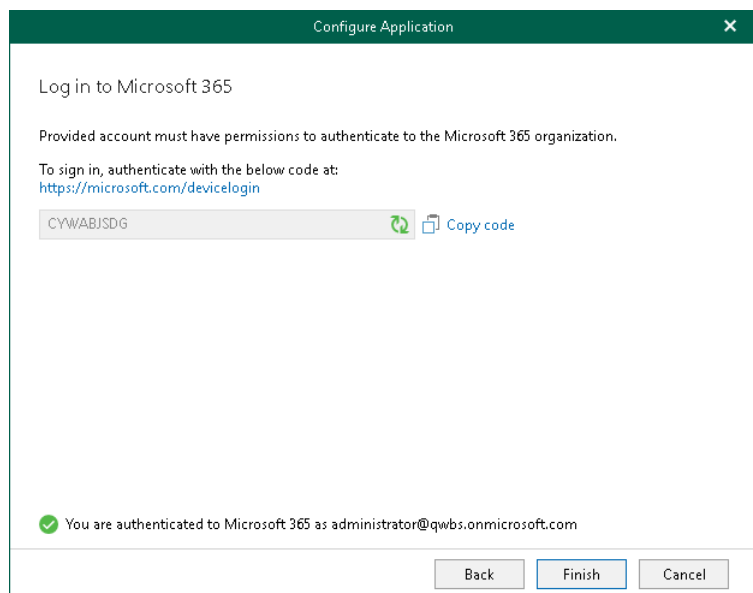 Configure Application
Log in to Microsoft 365
Provided account must have permissions to authenticate to the Microsoft 365 organization.
To sign in, authenticate with the below code at:
https://microsoft.com/devicelogin
CYWABJSDG
Copy code
You are authenticated to Microsoft 365 as administrator@qwbs.onmicrosoft.com
Back
Finish
Cancel